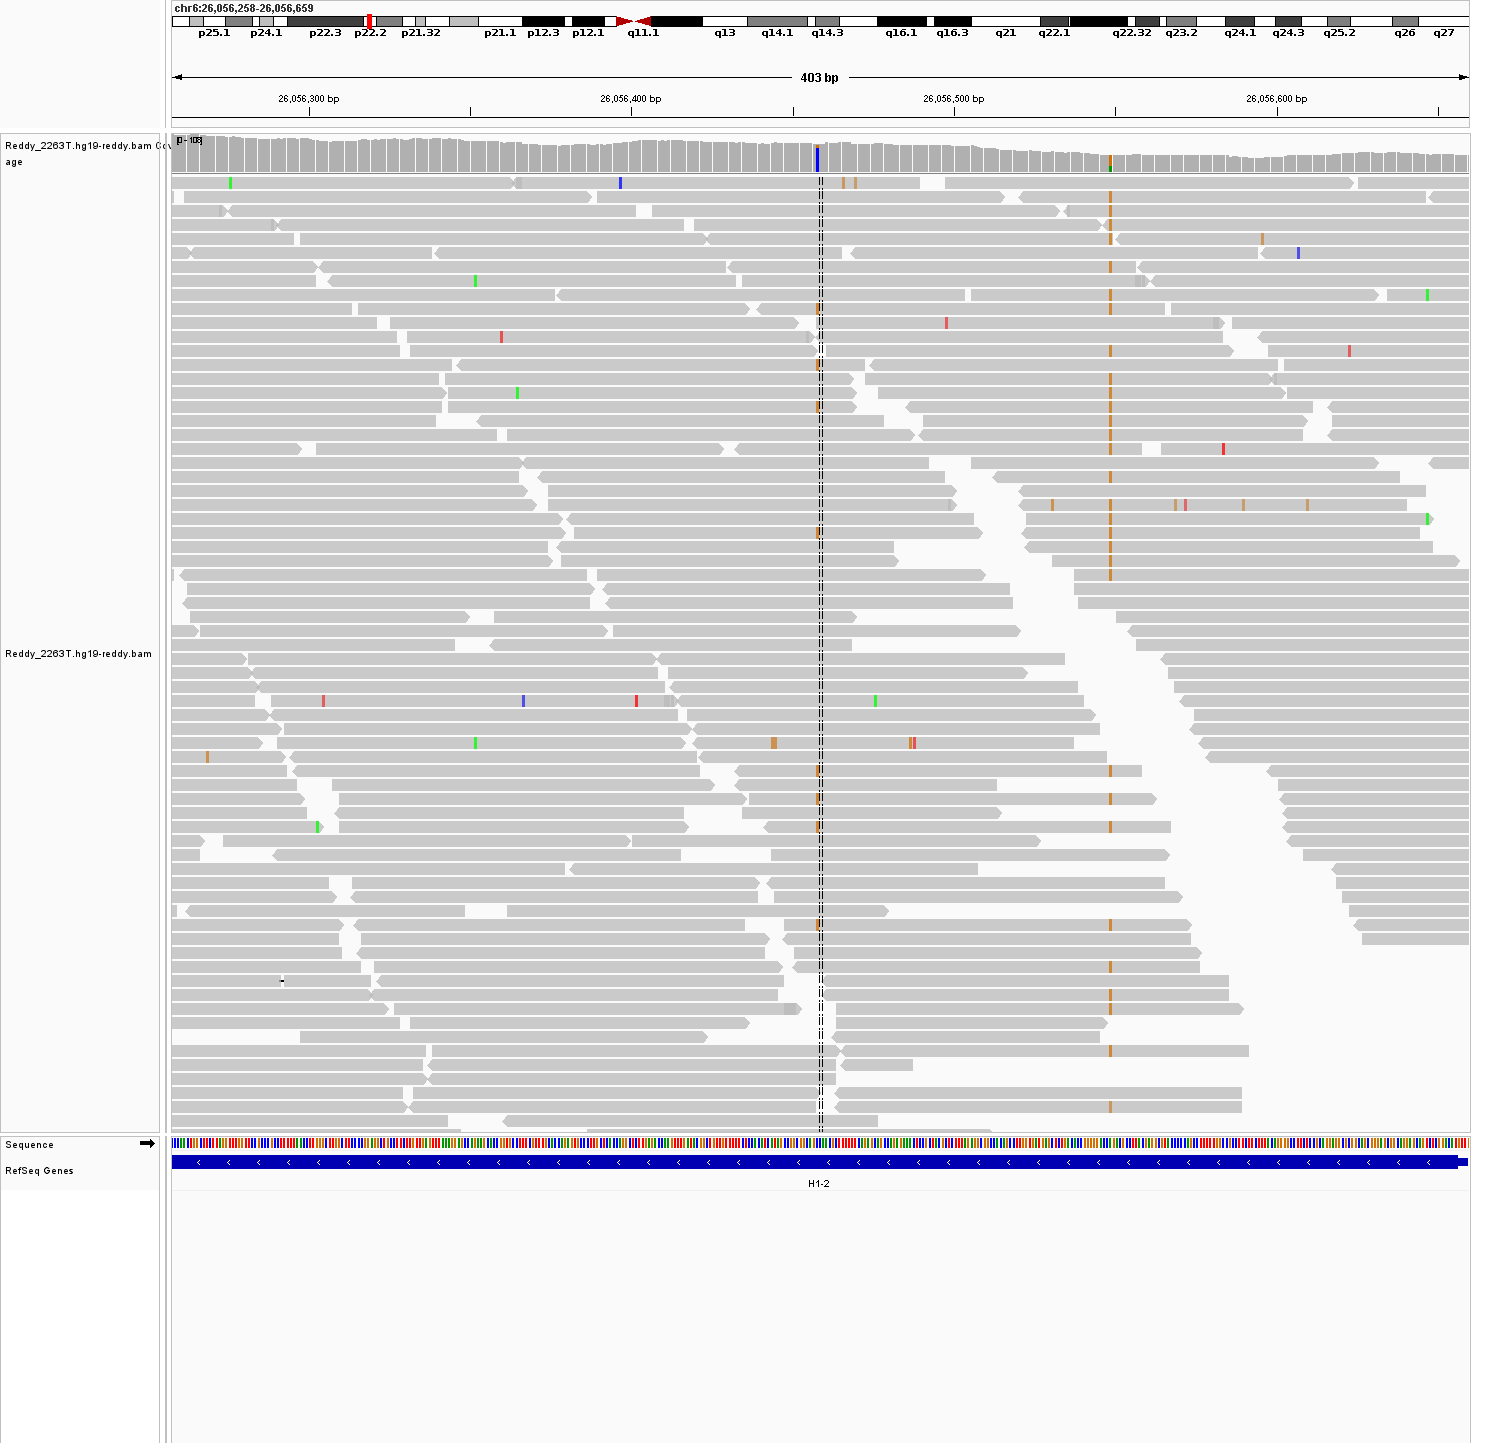 chr6:26,056,258-26,056,659
p25.1 p24.1 p22.3 p22.2 p21.32 p21.1 p12.3 p12.1 q11.1 q13 q14.1 q14.3 q16.1 q16.3 q21 q22.1 q22.32 q23.2 q24.1 q24.3 q25.2 q26 q27
403 bp
26,056,300 bp 26,056,400 bp 26,056,500 bp 26,056,600 bp
[0 - 108]
Reddy_2263T.hg19-reddy.bam Cov
age
Reddy_2263T.hg19-reddy.bam
Sequence
RefSeq Genes
H1-2